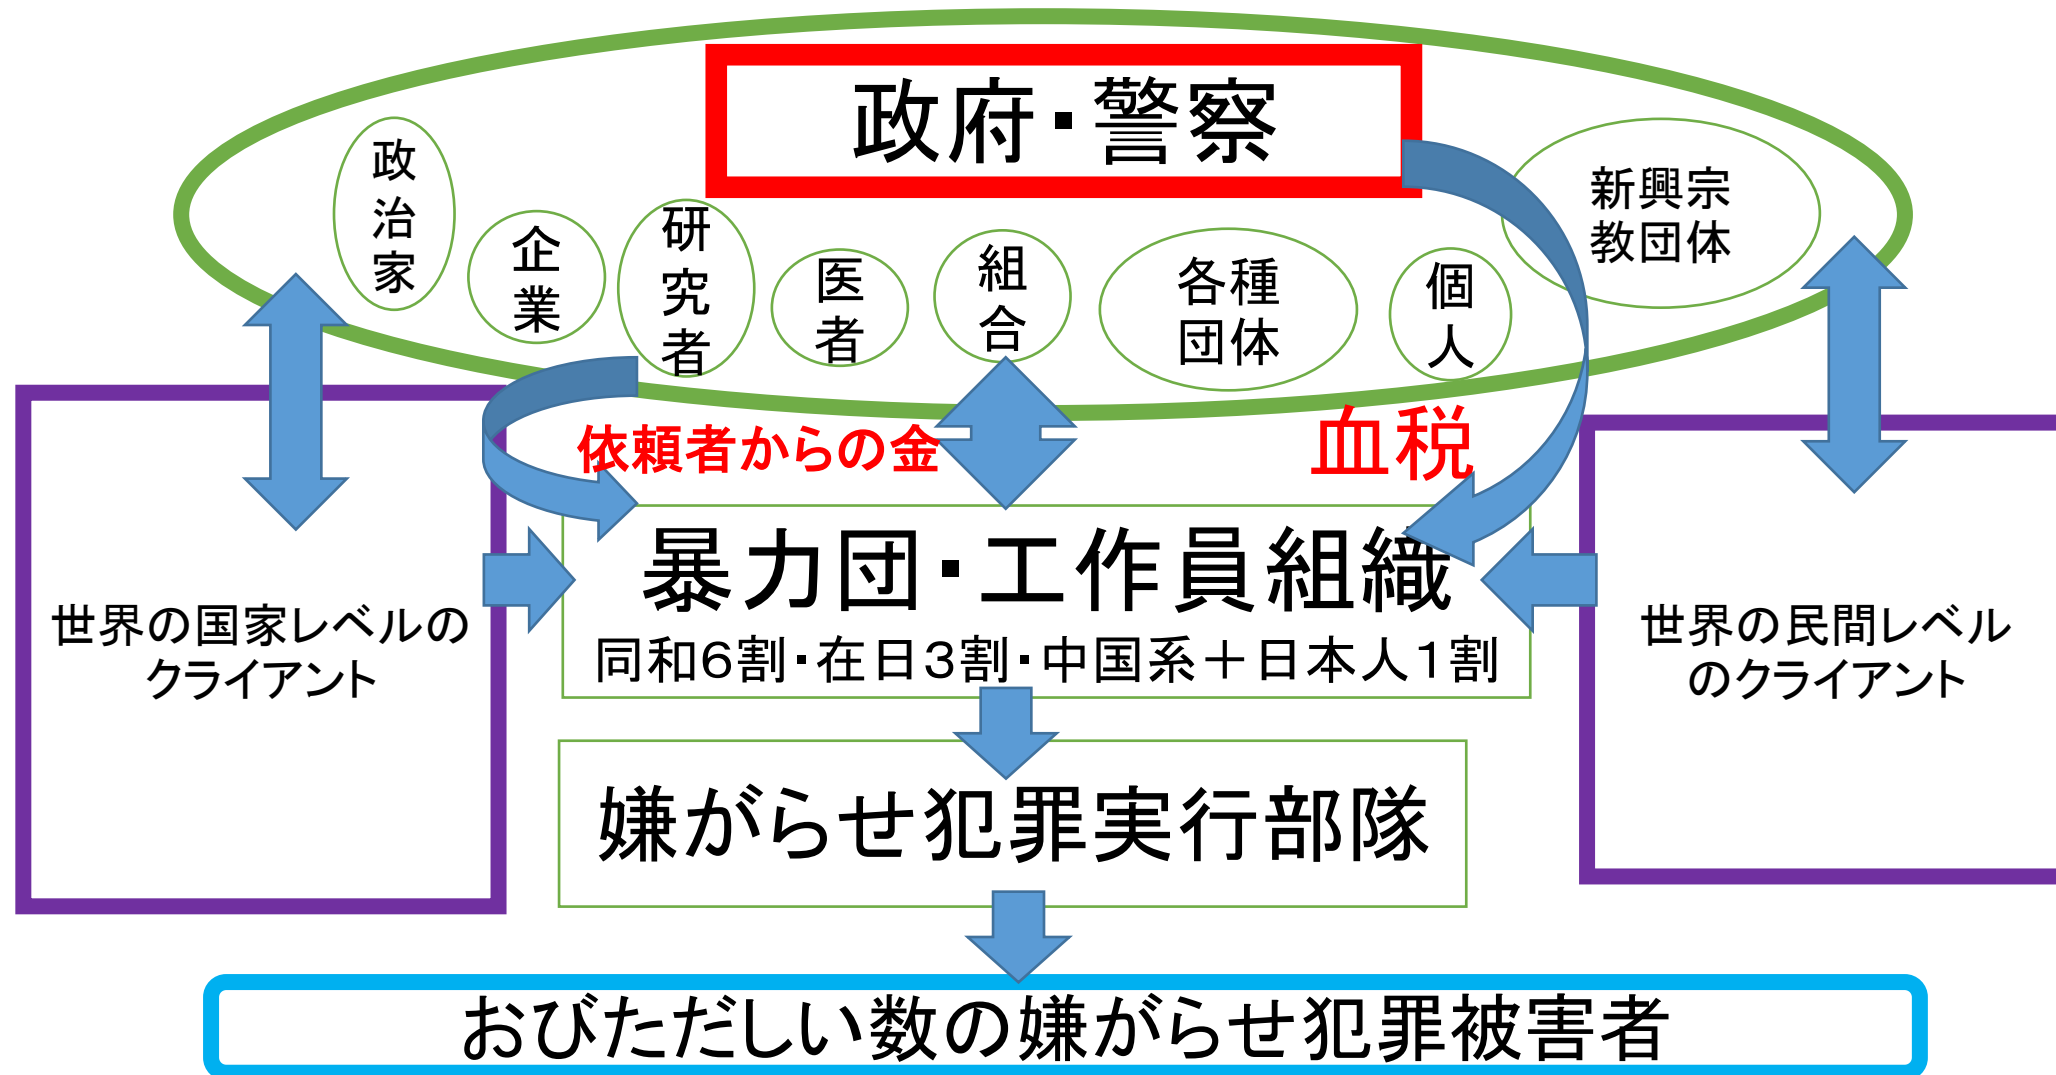 政府・警察
政治家
企業
研究者
医者
組合
各種
団体
個人
新興宗
教団体
依頼者からの金
血税
暴力団・工作員組織
同和6割・在日3割・中国系＋日本人1割
世界の国家レベルの
クライアント
世界の民間レベル
のクライアント
嫌がらせ犯罪実行部隊
おびただしい数の嫌がらせ犯罪被害者